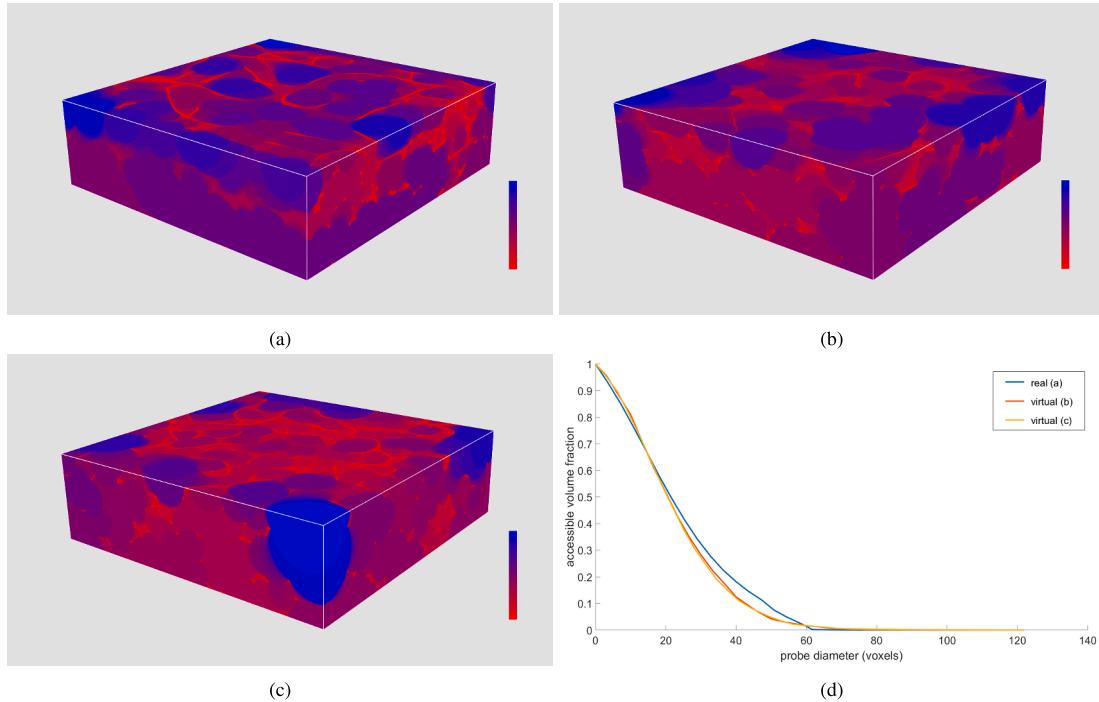 (a)
(b)
(c)
1
0.9
0.8
0.7
0.6
0.5
0.4
0.3
0.2
0.1
0
accessible volume fraction
real (a)
virtual (b)
virtual (c)
0 20 40 60 80 100 120 140
probe diameter (voxels)
(d)